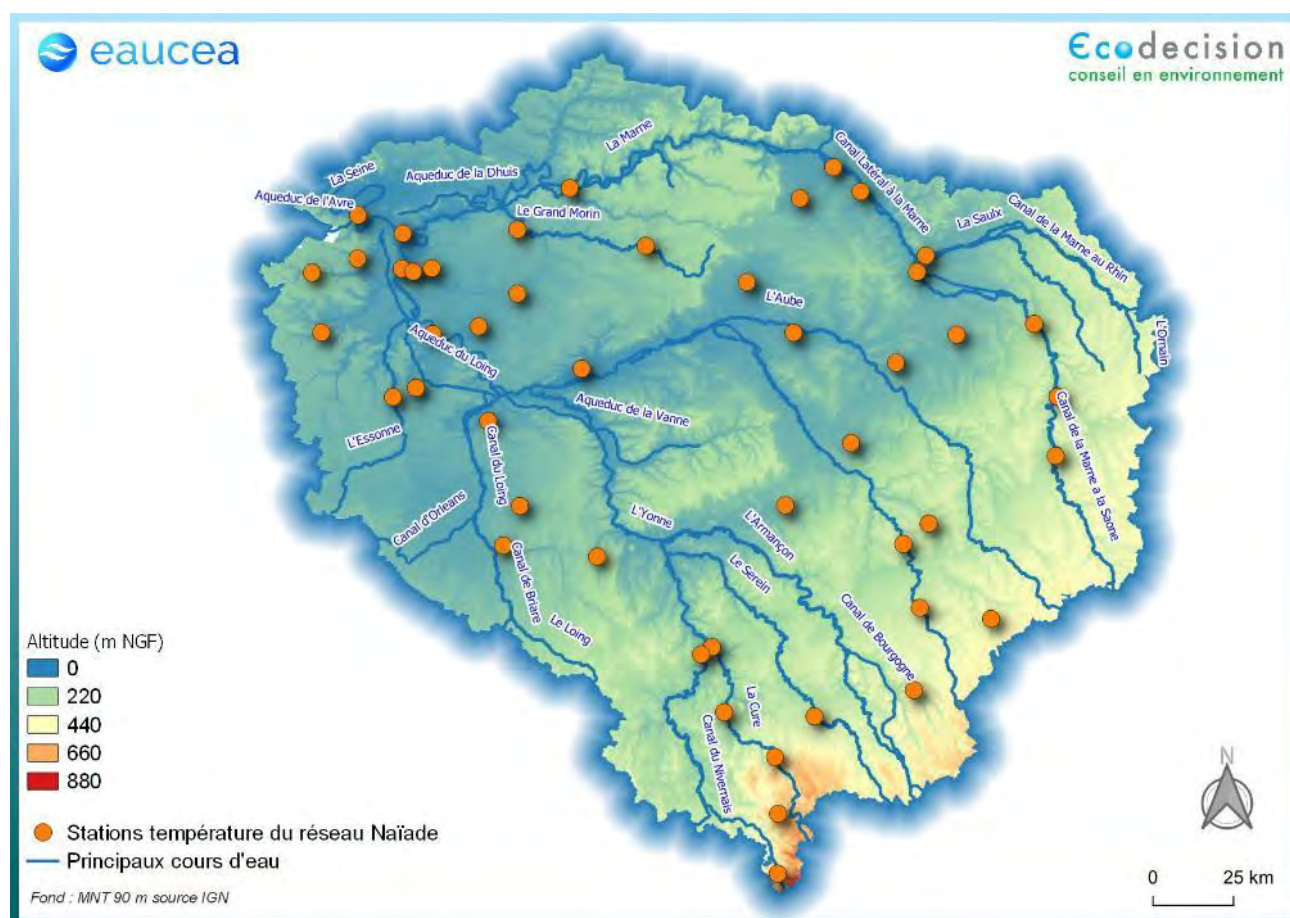 eaucea
Ecodecision
conseil en environnement
La Marne
Canal Latéral à la Marne
La Seine
Aqueduc de la Dhuis
Aqueduc de l'Avre
Le Grand Morin
La Saulx
Canal de la Marne au Rhin
L'Aube
L'Ornain
Aqueduc du Loing
Aqueduc de la Vanne
Canal de la Marne a la Saone
L'Essonne
Canal du Loing
Canal d'Orleans
L'Yonne
L'Armançon
Le Serein
Canal de Briare
Le Loing
Canal de Bourgogne
La Cure
Canal du Nivernais
Altitude (m NGF)
0
220
440
660
880
Stations température du réseau Naïade
Principaux cours d'eau
Fond : MNT 90 m source IGN
N
0 25 km